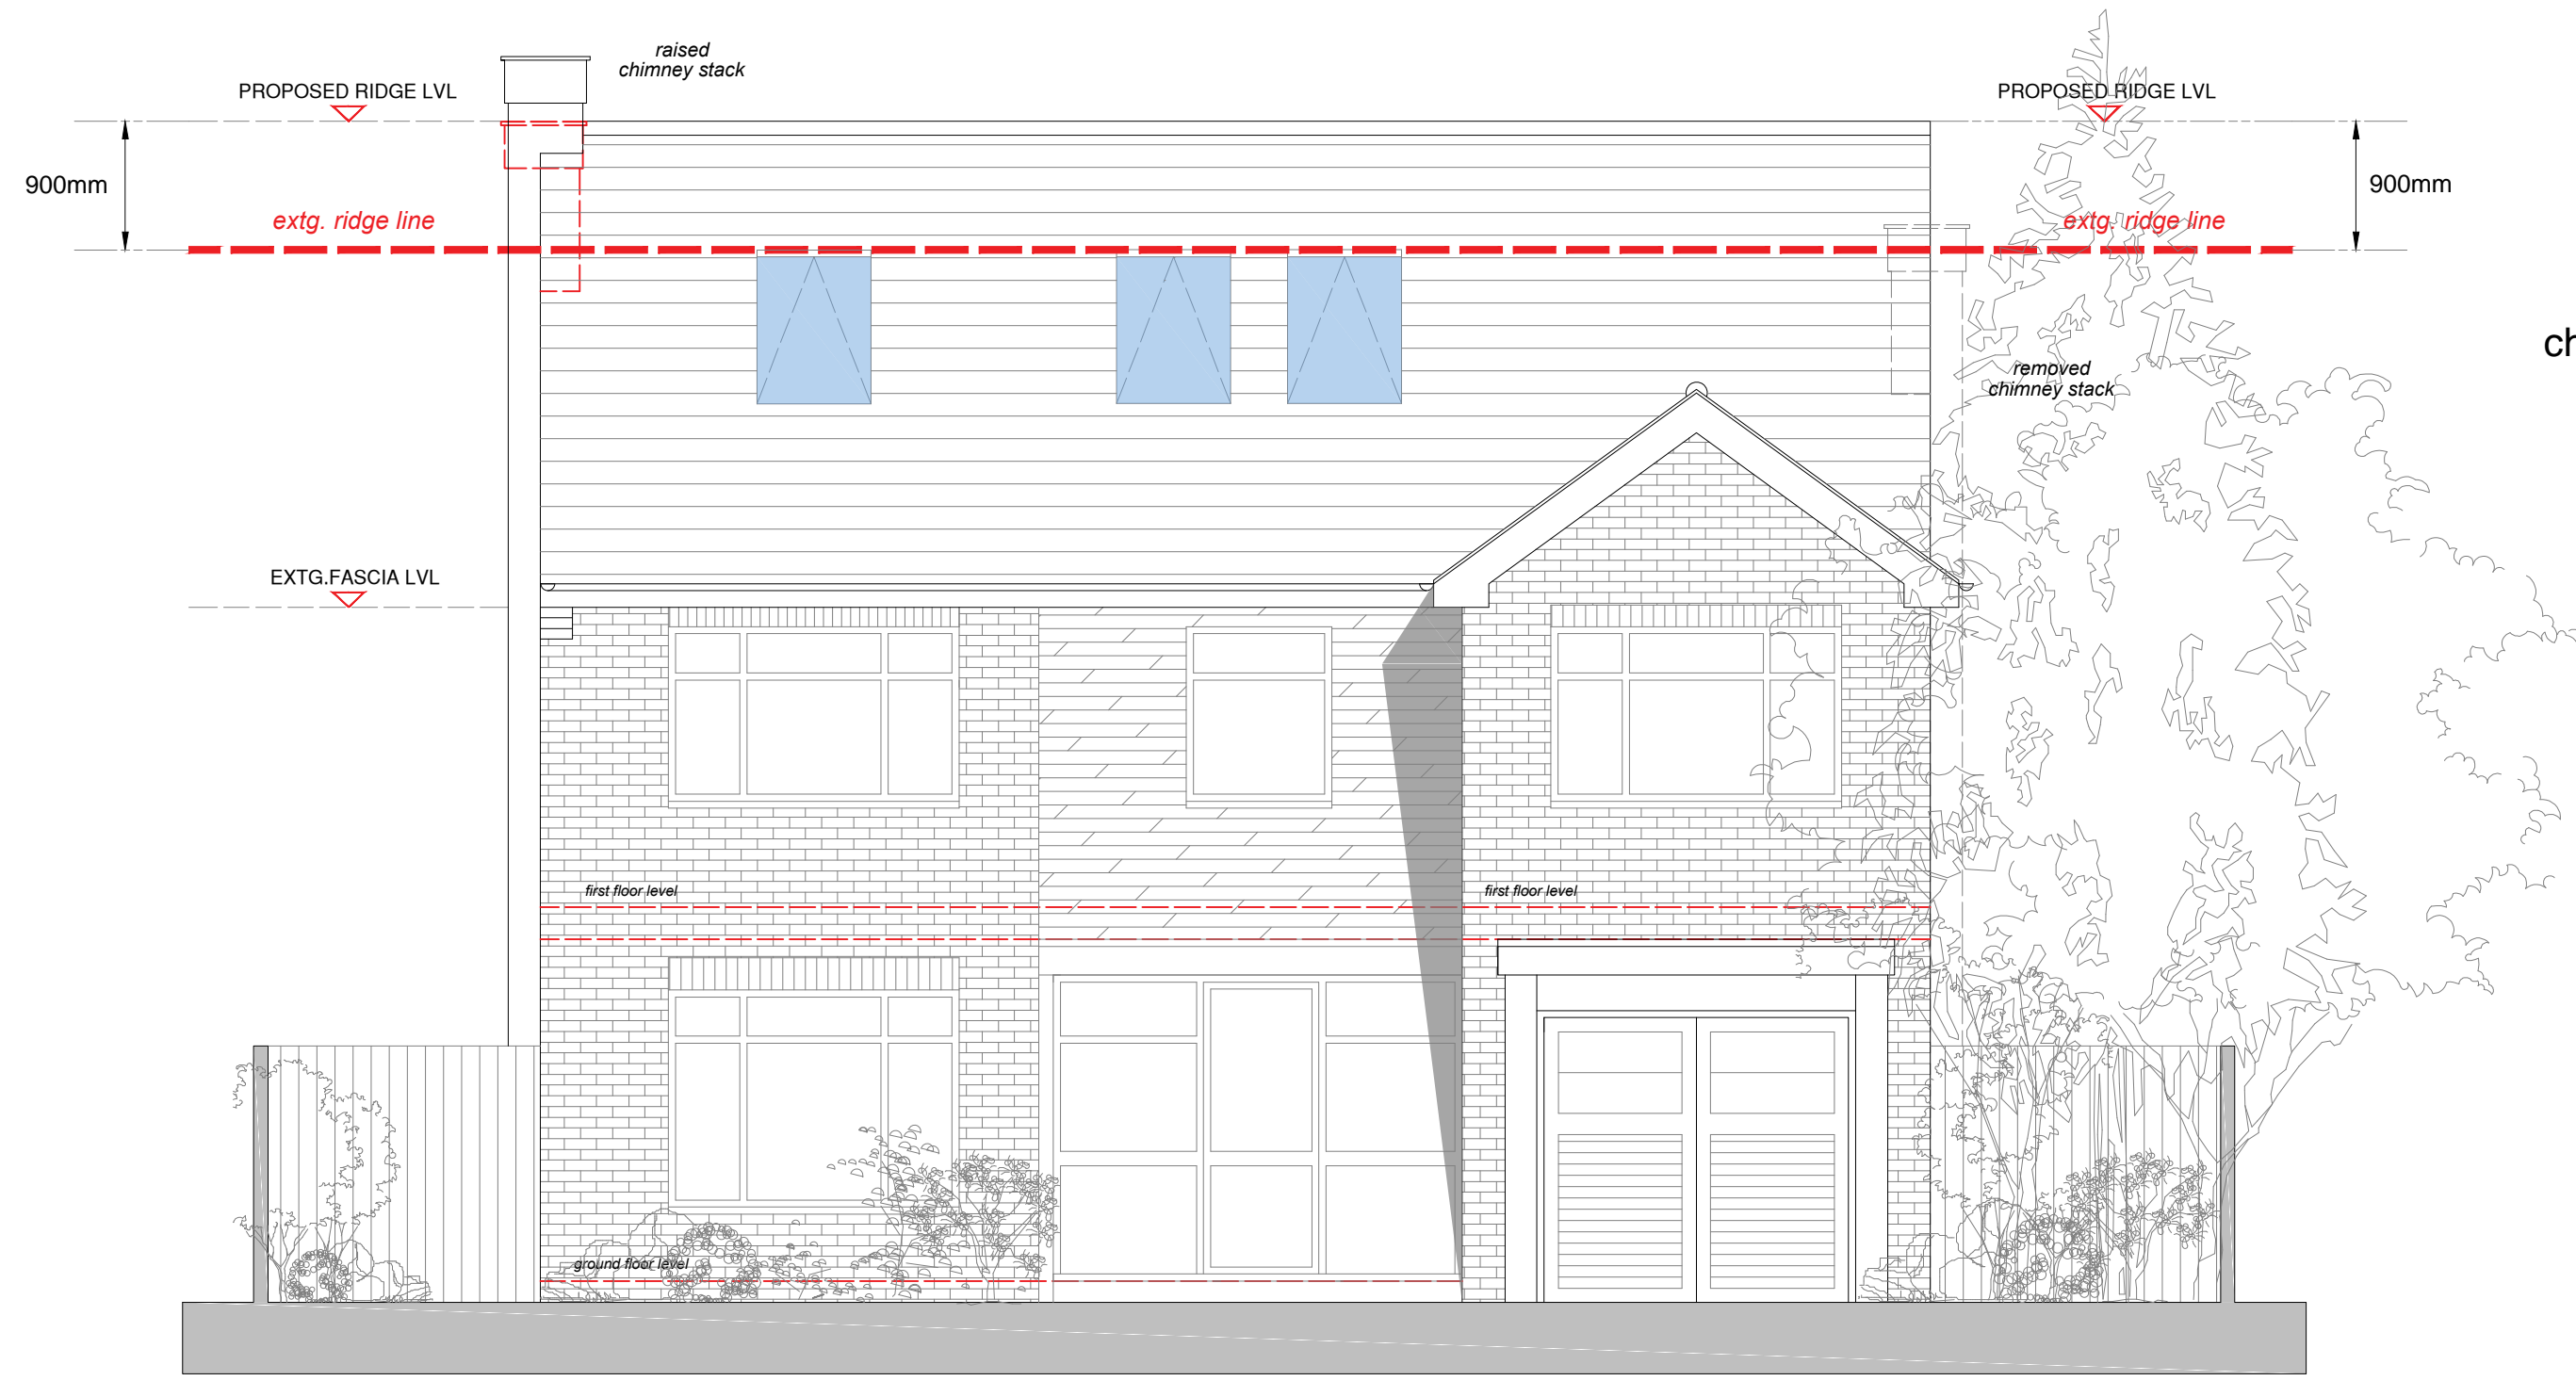 raised
chimney stack
PROPOSED RIDGE LVL
PROPOSED RIDGE LVL
900mm
900mm
extg. ridge line
extg. ridge line
ch
removed
chimney stack
EXTG.FASCIA LVL
first floor level
first floor level
ground floor level